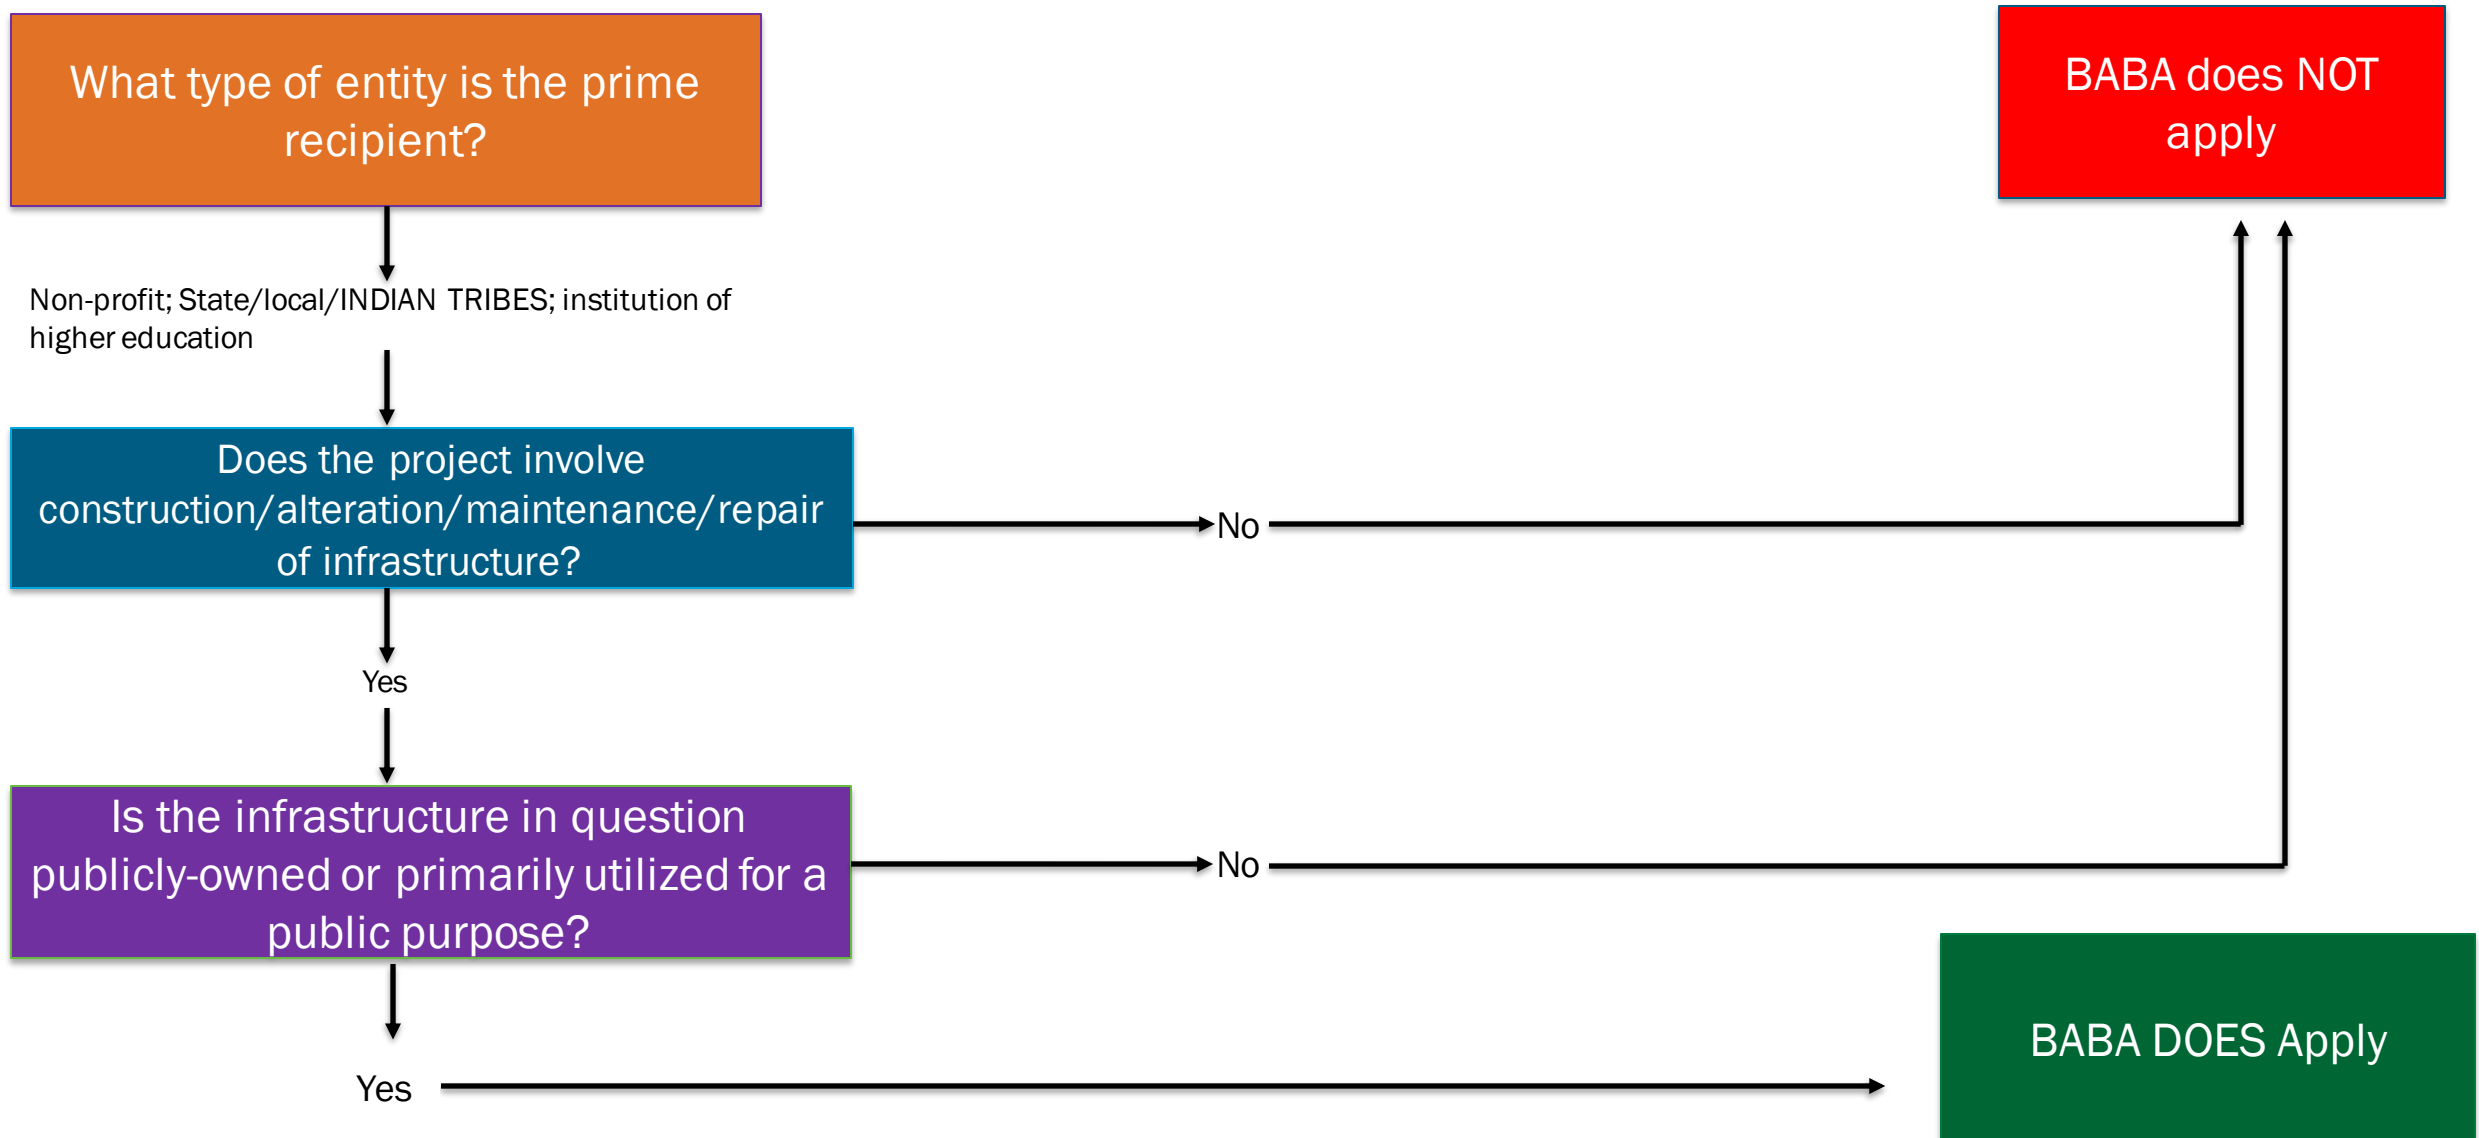 What type of entity is the prime
recipient?
BABA does NOT
apply
Non-profit; State/local/INDIAN TRIBES; institution of
higher education
Does the project involve
construction/alteration/maintenance/repair
of infrastructure?
No
Yes
Is the infrastructure in question
publicly-owned or primarily utilized for a
public purpose?
No
BABA DOES Apply
Yes